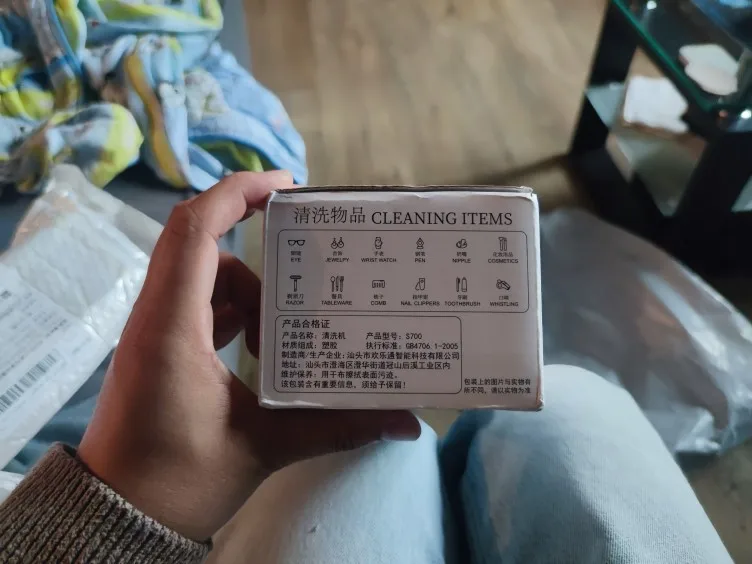 清洗物品 CLEANING ITEMS
眼镜 首饰 手表 钢笔 奶嘴 化妆用品
EYE JEWELPY WRIST WATCH PEN NIPPLE COSMETICS
剃须刀 餐具 梳子 指甲钳 牙刷 口哨
RAZOR TABLEWARE COMB NAIL CLIPPERS TOOTHBRUSH WHISTLING
产品合格证
产品名称：清洗机 产品型号：S700
材质组成：塑胶 执行标准：GB4706.1-2005
制造商/生产企业：汕头市欢乐通智能科技有限公司
地址：汕头市澄海区澄华街道冠山后溪工业区内
维护保养：用干布擦拭表面污迹。
该包装含有重要信息，须给予保留！
包装上的图片与实物有
所不同，请以实物为准